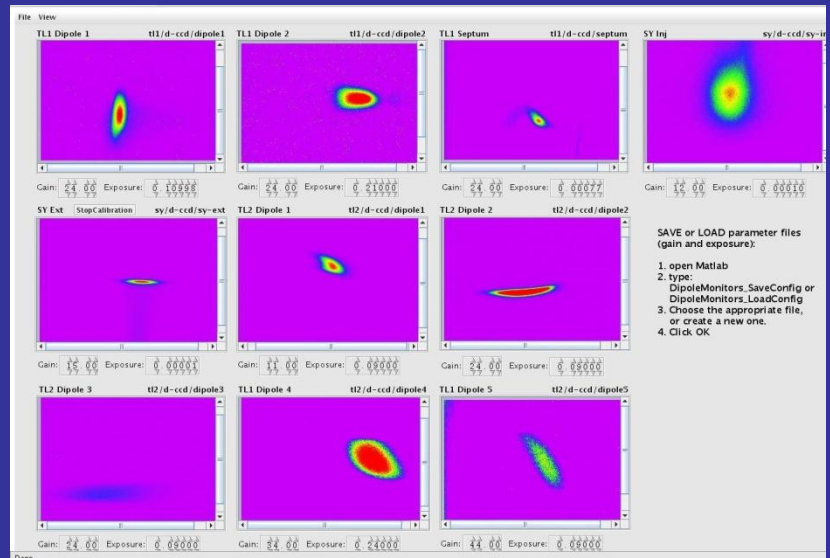 File View
TL1 Dipole 1 tl1/d-ccd/dipole1
TL1 Dipole 2 tl1/d-ccd/dipole2
TL1 Septum tl1/d-ccd/septum
SY Inj sy/d-ccd/sy-in
Gain: 24.00 Exposure: 0.10998
Gain: 24.00 Exposure: 0.21000
Gain: 24.00 Exposure: 0.00077
Gain: 12.00 Exposure: 0.00010
SY Ext StopCalibration sy/d-ccd/sy-ext
TL2 Dipole 1 tl2/d-ccd/dipole1
TL2 Dipole 2 tl2/d-ccd/dipole2
SAVE or LOAD parameter files
(gain and exposure):
1. open Matlab
2. type:
DipoleMonitors_SaveConfig or
DipoleMonitors_LoadConfig
3. Choose the appropriate file,
or create a new one.
4. Click OK
Gain: 15.00 Exposure: 0.00001
Gain: 11.00 Exposure: 0.09000
Gain: 24.00 Exposure: 0.09000
TL2 Dipole 3 tl2/d-ccd/dipole3
TL1 Dipole 4 tl2/d-ccd/dipole4
TL1 Dipole 5 tl2/d-ccd/dipole5
Gain: 24.00 Exposure: 0.09000
Gain: 34.00 Exposure: 0.24000
Gain: 44.00 Exposure: 0.09000